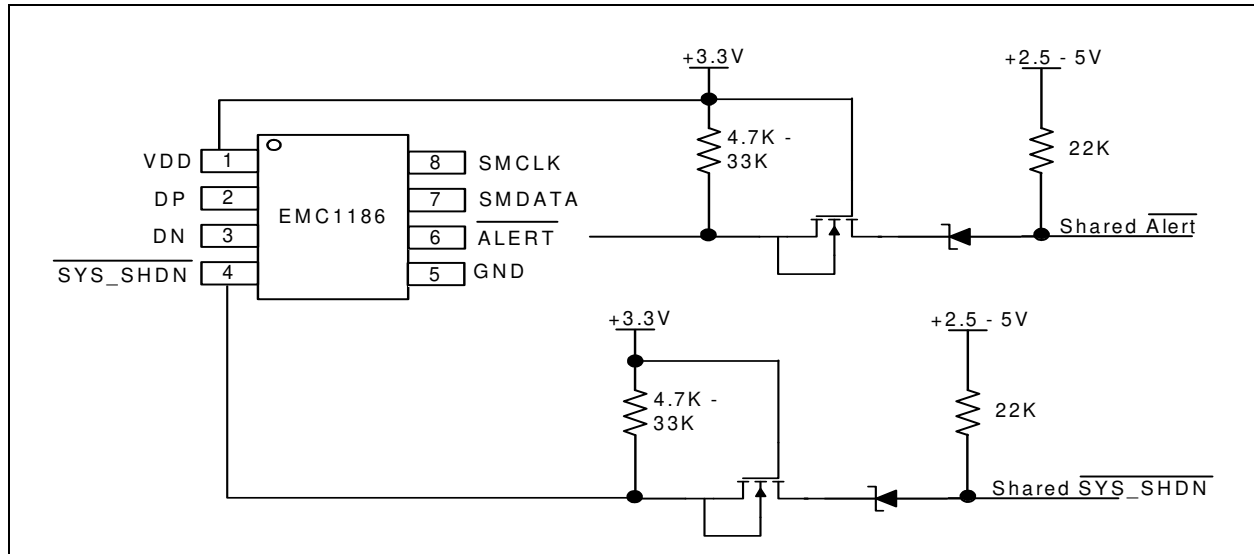 +3.3V
+2.5 - 5V
4.7K -
33K
22K
VDD
1
8
SMCLK
DP
2
7
SMDATA
EMC1186
DN
3
6
ALERT
Shared Alert
SYS_SHDN
4
5
GND
+3.3V
+2.5 - 5V
4.7K -
33K
22K
Shared SYS_SHDN